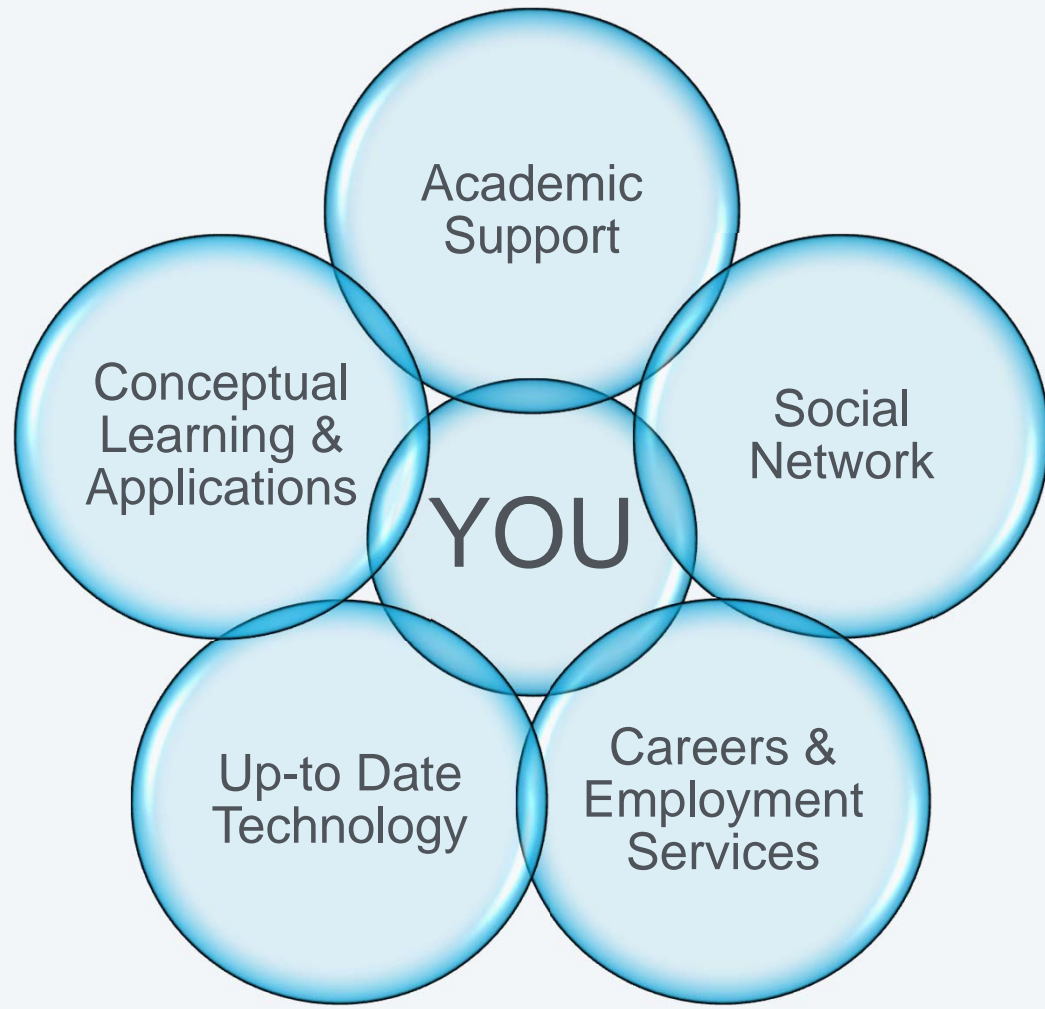 Academic
Support
Conceptual
Learning &
Applications
Social
Network
YOU
Up-to Date
Technology
Careers &
Employment
Services